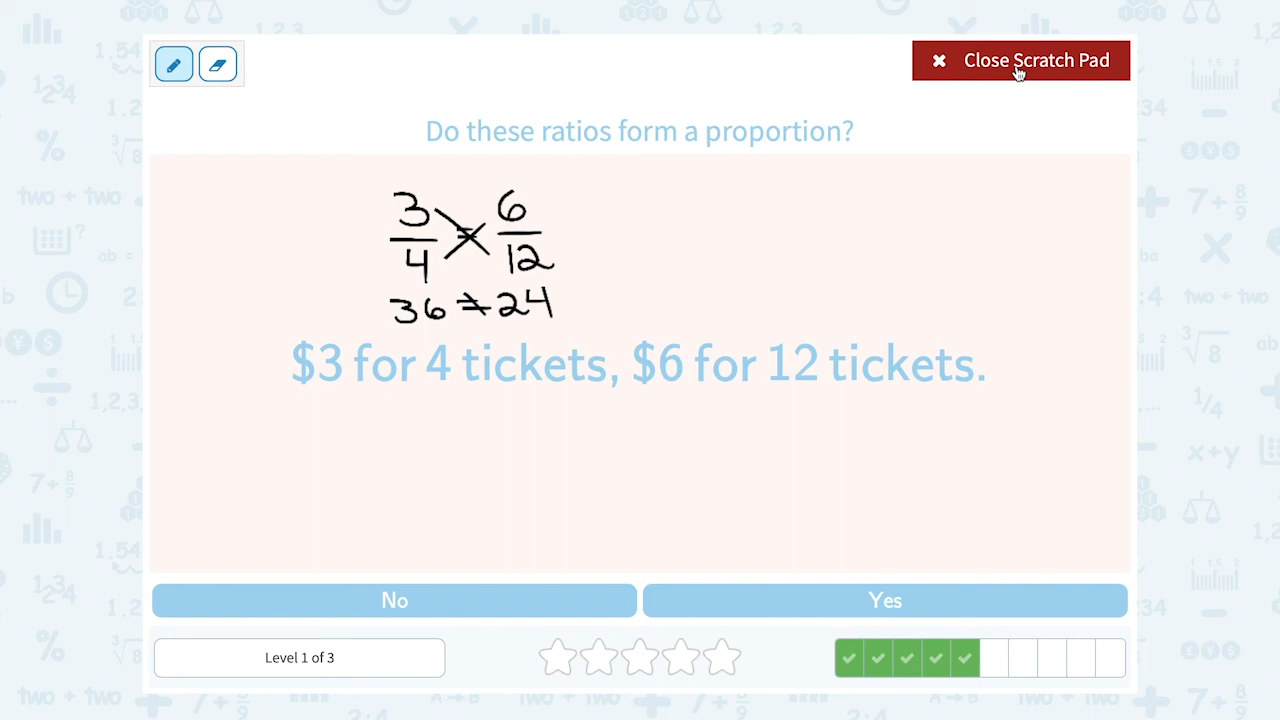 Close Scratch Pad
Do these ratios form a proportion?
3/4 = 6/12
36 ≠ 24
$3 for 4 tickets, $6 for 12 tickets.
No
Yes
Level 1 of 3